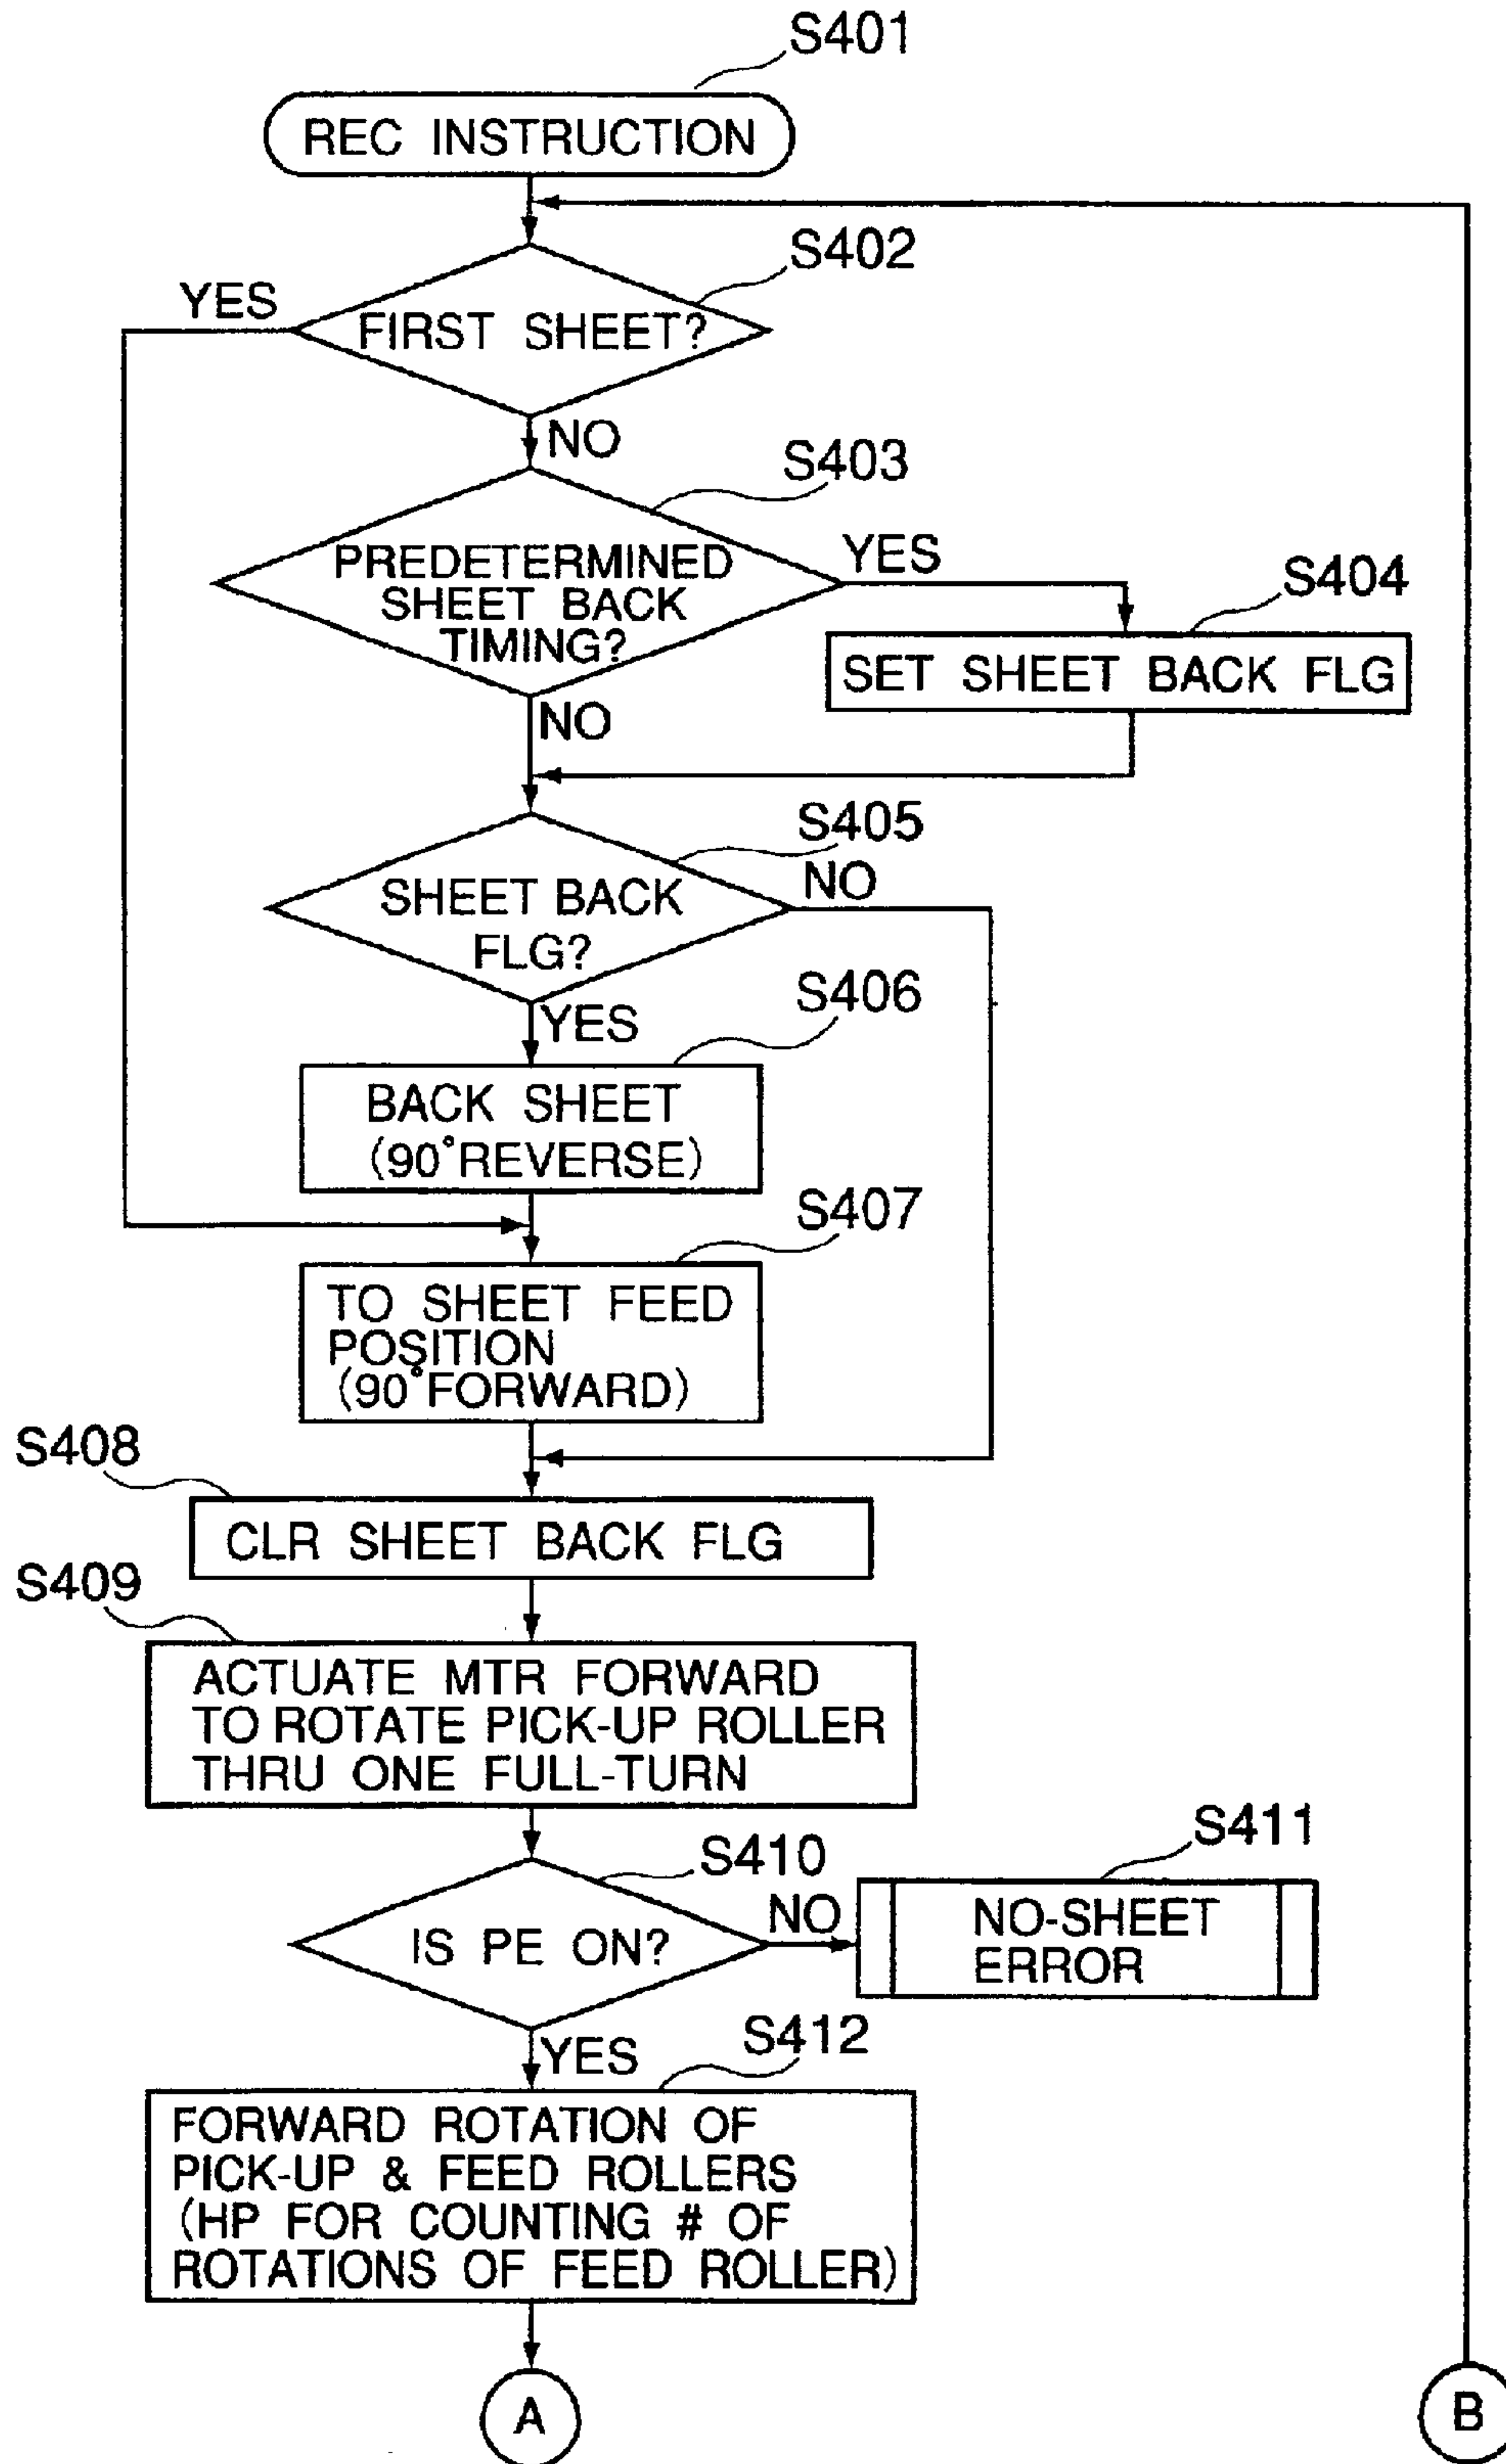 S401
REC INSTRUCTION
S402
YES
FIRST SHEET?
NO
S403
PREDETERMINED
SHEET BACK
TIMING?
YES
S404
SET SHEET BACK FLG
NO
S405
SHEET BACK
FLG?
NO
YES
S406
BACK SHEET
(90°REVERSE)
S407
TO SHEET FEED
POSITION
(90°FORWARD)
S408
CLR SHEET BACK FLG
S409
ACTUATE MTR FORWARD
TO ROTATE PICK-UP ROLLER
THRU ONE FULL-TURN
S410
IS PE ON?
NO
S411
NO-SHEET
ERROR
YES
S412
FORWARD ROTATION OF
PICK-UP & FEED ROLLERS
(HP FOR COUNTING # OF
ROTATIONS OF FEED ROLLER)
A
B